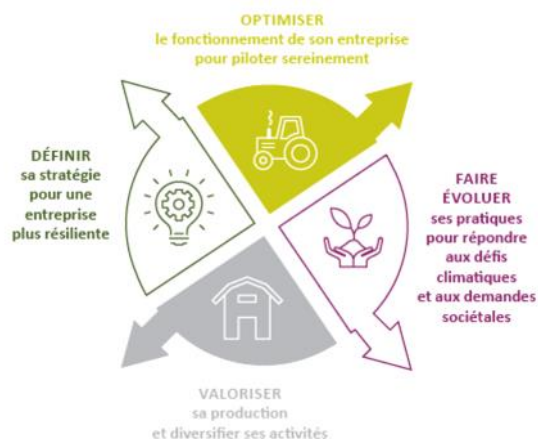 OPTIMISER
le fonctionnement de son entreprise
pour piloter sereinement
DÉFINIR
sa stratégie
pour une
entreprise
plus résiliente
FAIRE
ÉVOLUER
ses pratiques
pour répondre
aux défis
climatiques
et aux demandes
sociétales
VALORISER
sa production
et diversifier ses activités